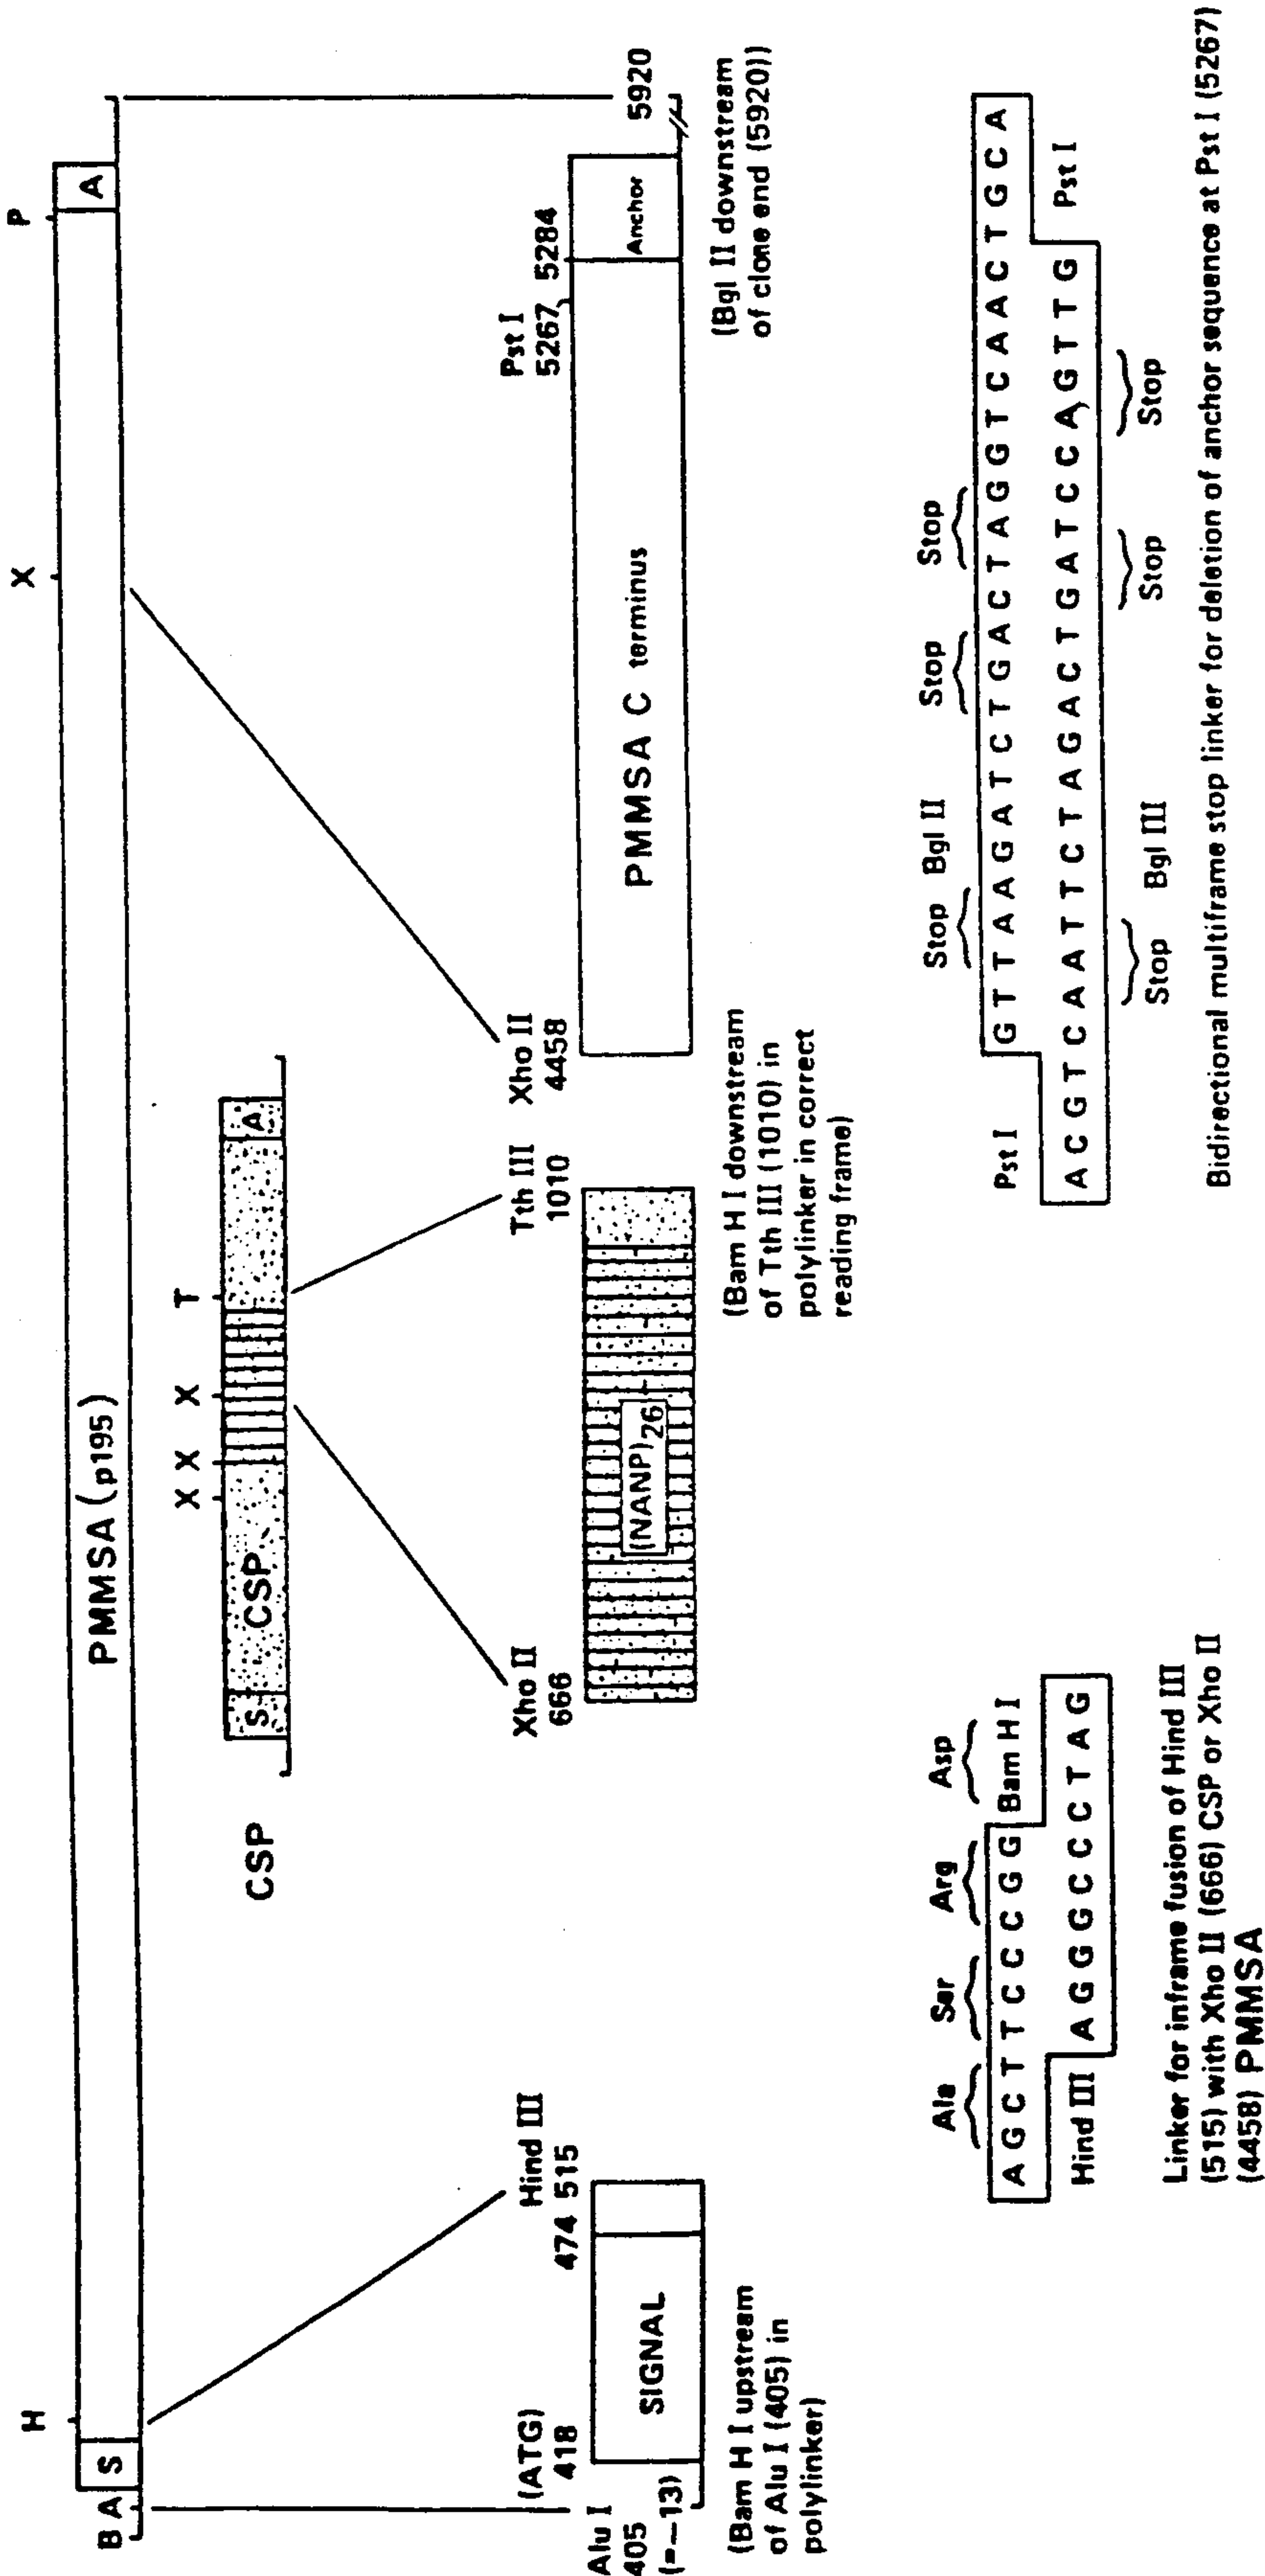 H X P
B A S PMMSA (p195) A
X X X T
CSP S CSP A
Alu I
405
(=–13)
(ATG)
418
474
Hind III
515
SIGNAL
(Bam H I upstream
of Alu I (405) in
polylinker)
Xho II
666
Tth III
1010
(NANP)26
(Bam H I downstream
of Tth III (1010) in
polylinker in correct
reading frame)
Xho II
4458
Pst I
5267
5284
5920
PMMSA C terminus
Anchor
(Bgl II downstream
of clone end (5920))
Ala Ser Arg Asp
A G C T T C C C G G Bam H I
Hind III A G G G C C C T A G
Linker for inframe fusion of Hind III
(515) with Xho II (666) CSP or Xho II
(4458) PMMSA
Stop Bgl II Stop Stop
Pst I G T T A A G A T C T G A C T A G G T C A A C T G C A
A C G T C A A T T C T A G A C T G A T C C A G T T G Pst I
Stop Bgl III Stop Stop
Bidirectional multiframe stop linker for deletion of anchor sequence at Pst I (5267)